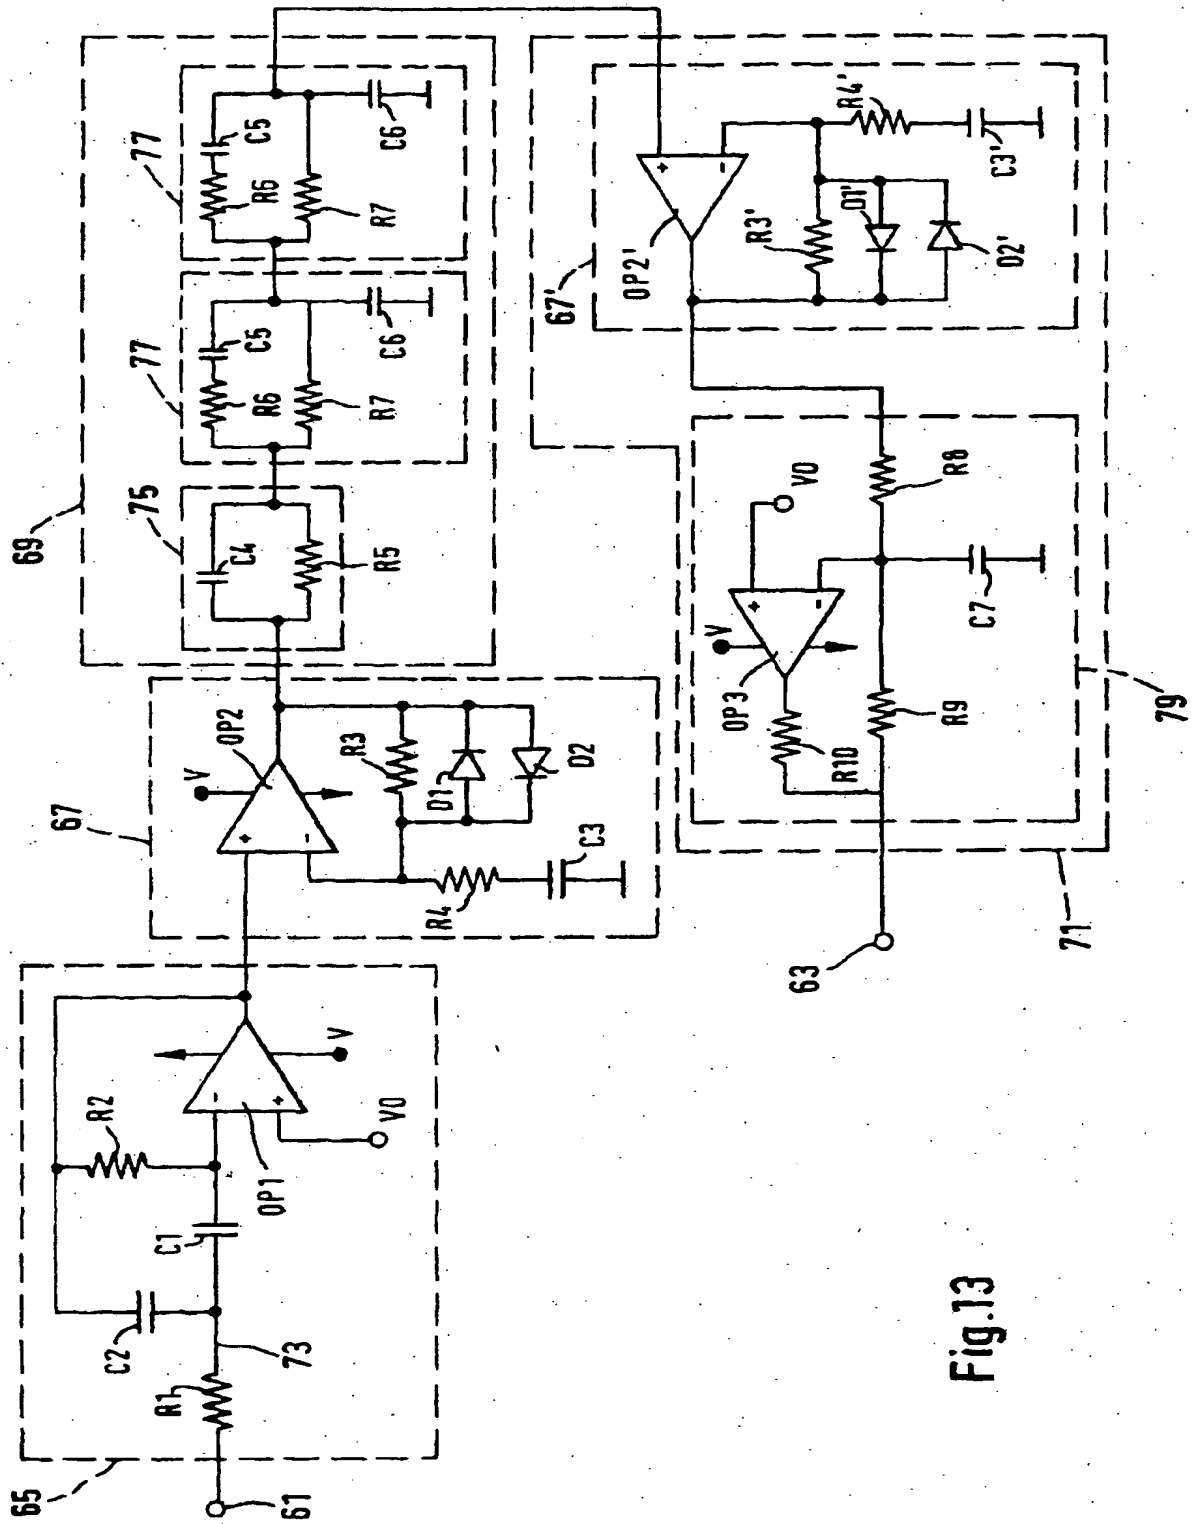 65
61
R1
C2
73
C1
R2
OP1
V0
V
-
+
67
V
OP2
+
-
R3
D1
D2
R4
C3
69
75
C4
R5
77
R6
C5
R7
C6
77
R6
C5
R7
C6
67'
OP2'
+
-
R3'
R4'
D1'
D2'
C3'
63
71
79
V
OP3
+
-
V0
R10
R9
R8
C7
Fig.13